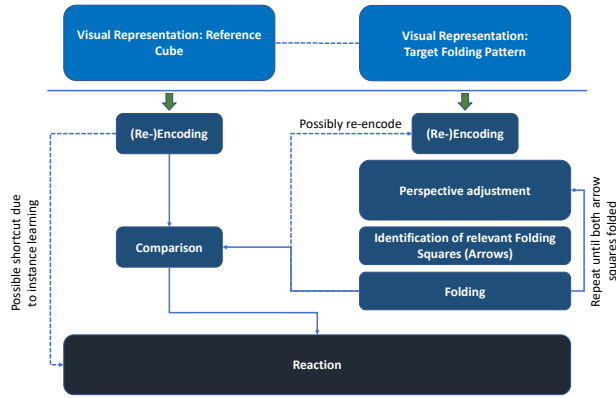 Visual Representation: Reference
Cube
Visual Representation:
Target Folding Pattern
(Re-)Encoding
Possibly re-encode
(Re-)Encoding
Perspective adjustment
Possible shortcut due
to instance learning
Comparison
Identification of relevant Folding
Squares (Arrows)
Repeat until both arrow
squares folded
Folding
Reaction